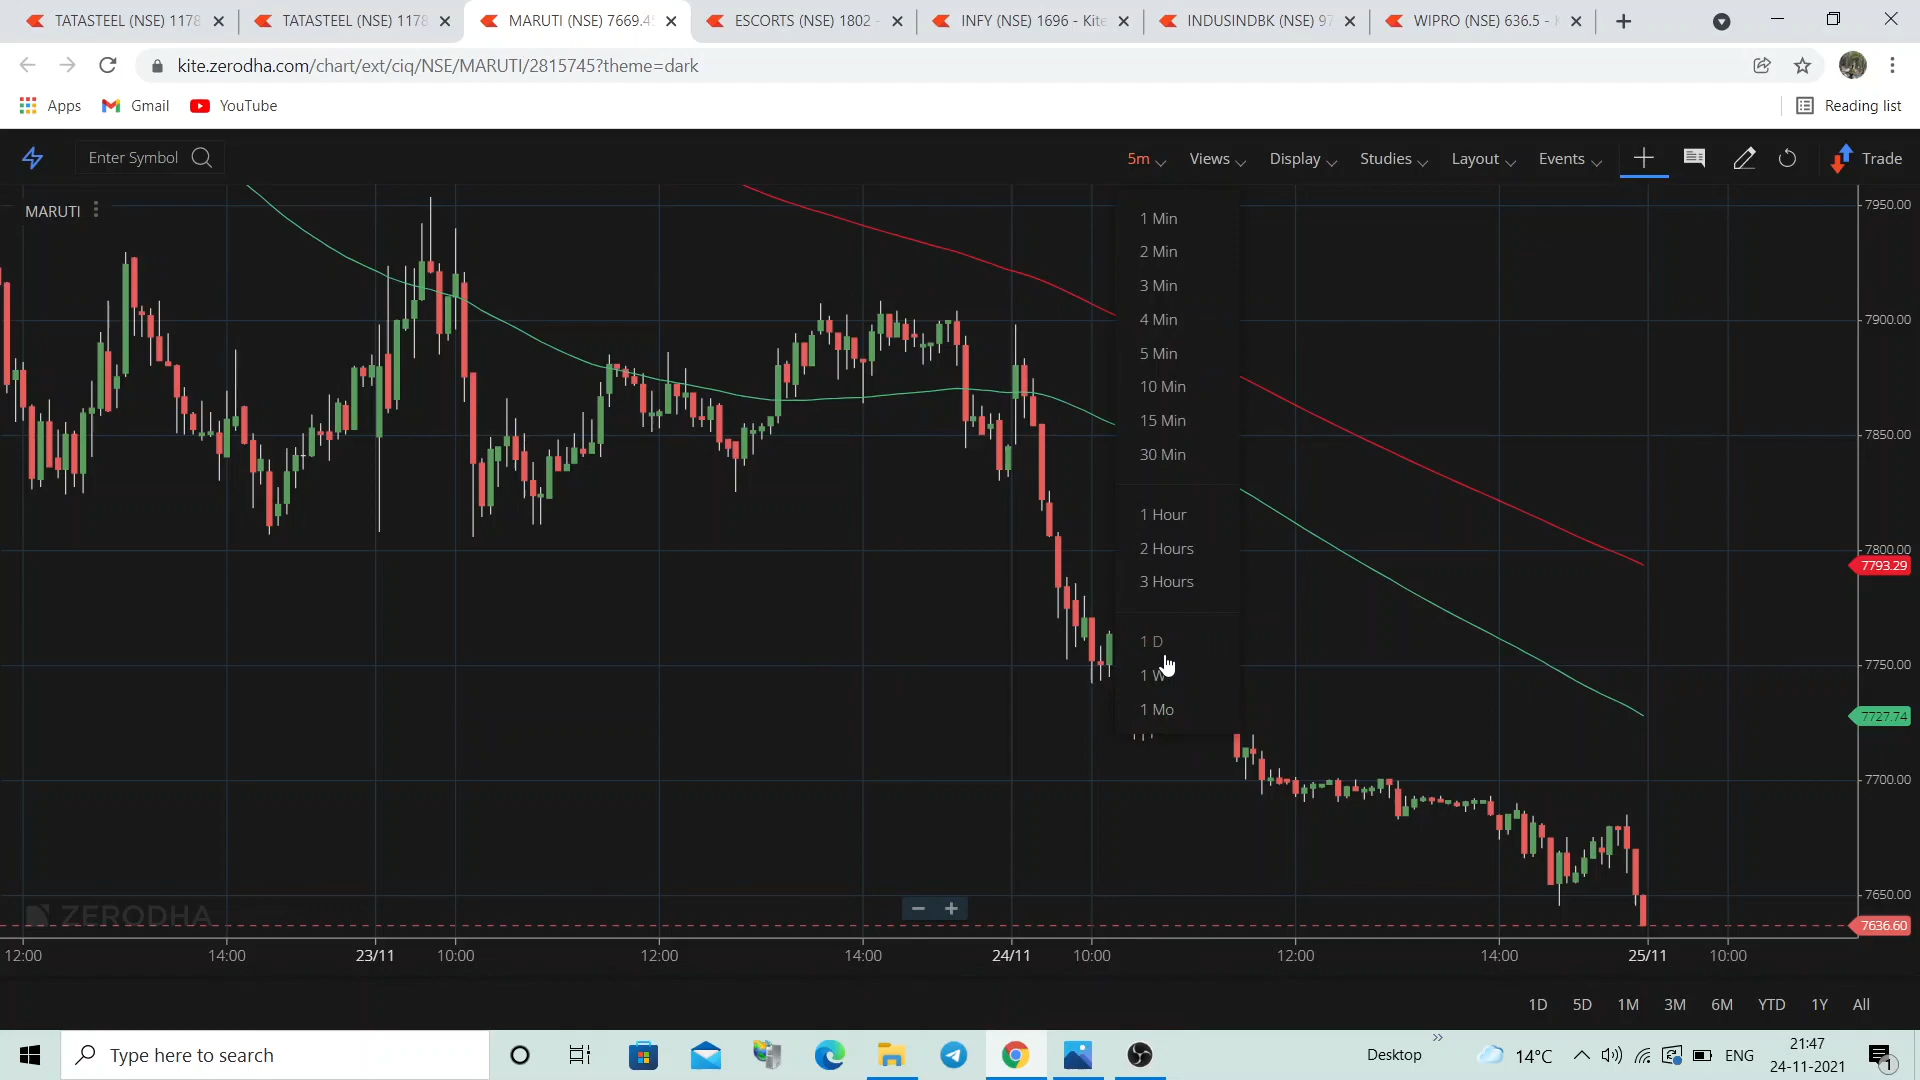 TATASTEEL (NSE) 1178
TATASTEEL (NSE) 1178
MARUTI (NSE) 7669.4
ESCORTS (NSE) 1802 -
INFY (NSE) 1696 - Kite
INDUSINDBK (NSE) 97
WIPRO (NSE) 636.5 -
kite.zerodha.com/chart/ext/ciq/NSE/MARUTI/2815745?theme=dark
Apps
Gmail
YouTube
Reading list
Enter Symbol
5m
Views
Display
Studies
Layout
Events
Trade
MARUTI
1 Min
2 Min
3 Min
4 Min
5 Min
10 Min
15 Min
30 Min
1 Hour
2 Hours
3 Hours
1 D
1 W
1 Mo
7950.00
7900.00
7850.00
7800.00
7793.29
7750.00
7727.74
7700.00
7650.00
7636.60
ZERODHA
12:00
14:00
23/11
10:00
12:00
14:00
24/11
10:00
12:00
14:00
25/11
10:00
1D
5D
1M
3M
6M
YTD
1Y
All
Type here to search
Desktop
14°C
ENG
21:47
24-11-2021
1